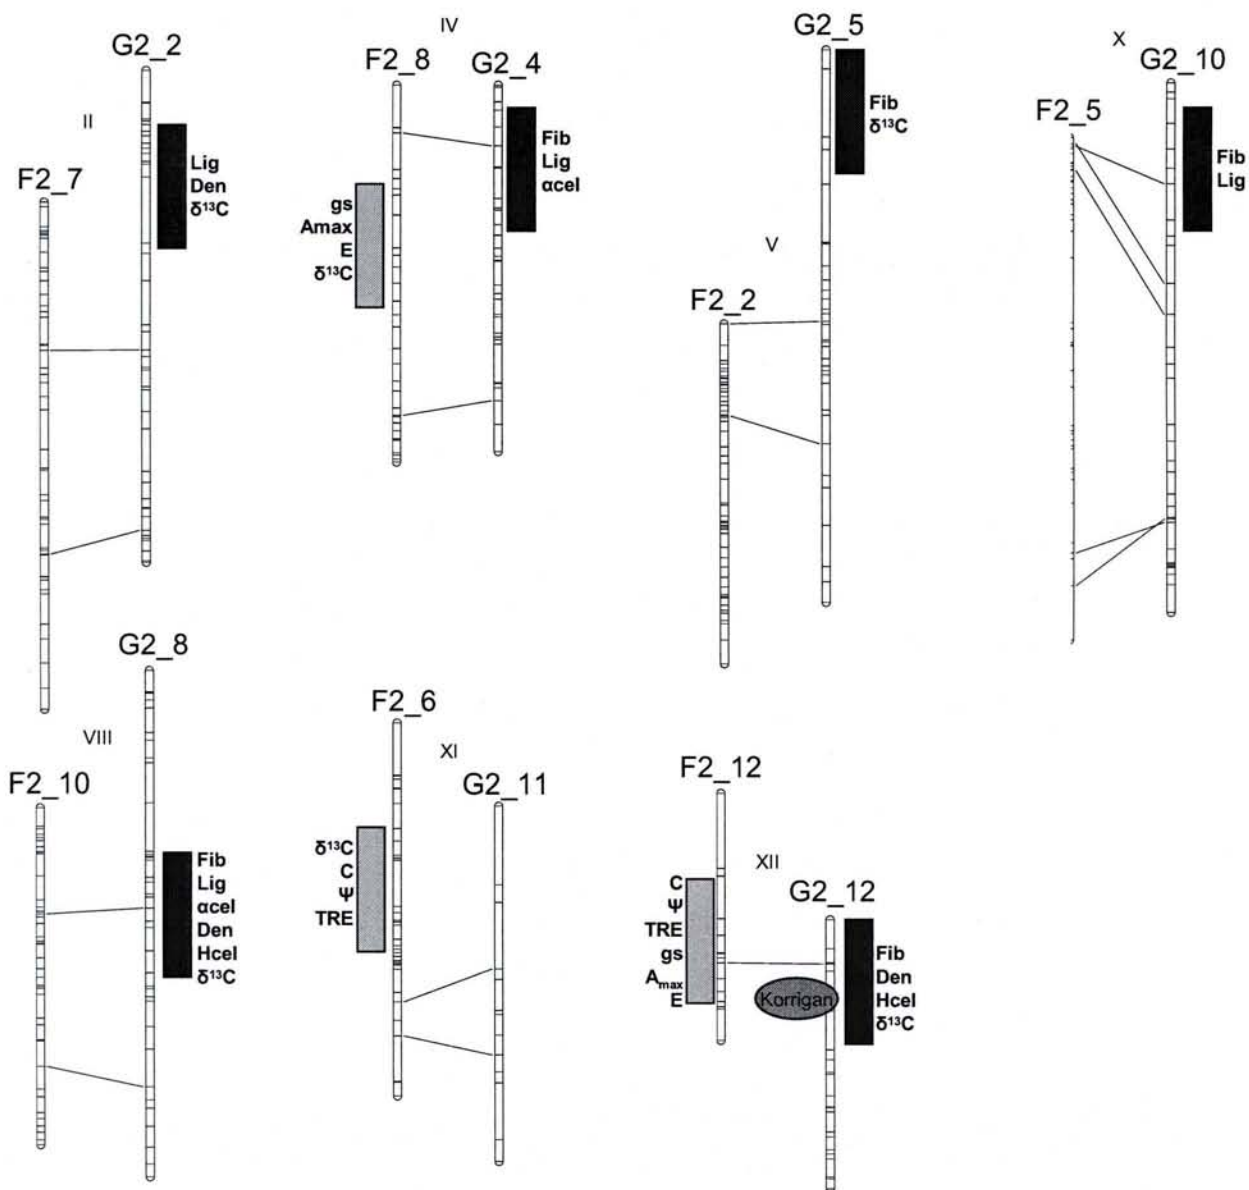 II
G2_2
Lig
Den
δ¹³C
F2_7
IV
F2_8
G2_4
Fib
Lig
αcel
gs
Amax
E
δ¹³C
G2_5
Fib
δ¹³C
V
F2_2
X
G2_10
F2_5
Fib
Lig
G2_8
VIII
F2_10
Fib
Lig
αcel
Den
Hcel
δ¹³C
F2_6
XI
G2_11
δ¹³C
C
Ψ
TRE
F2_12
XII
G2_12
C
Ψ
TRE
gs
Amax
E
Korrigan
Fib
Den
Hcel
δ¹³C